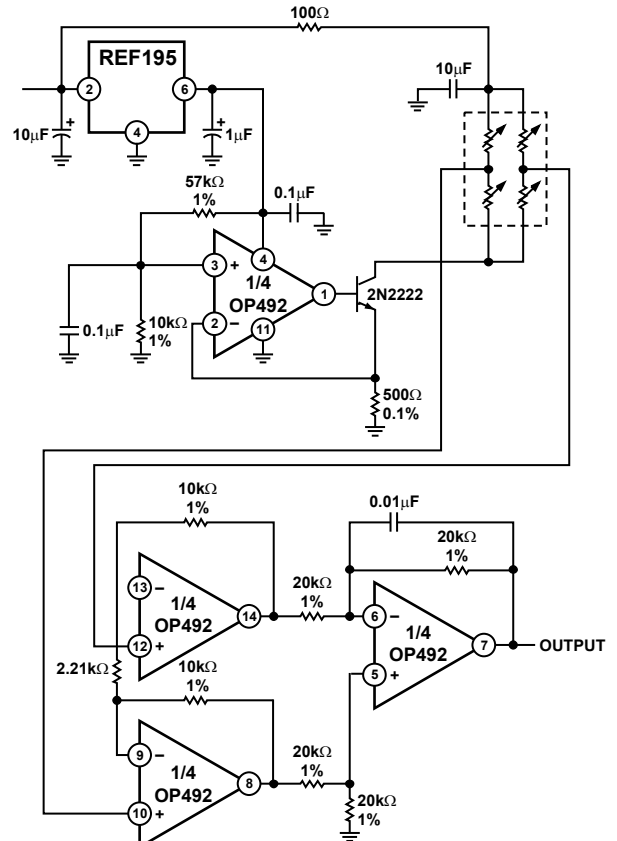 100Ω
REF195
2
6
4
10µF
+
1µF
+
10µF
57kΩ
1%
0.1µF
3
+
4
1/4
OP492
1
2
−
11
2N2222
0.1µF
10kΩ
1%
500Ω
0.1%
10kΩ
1%
0.01µF
20kΩ
1%
13
−
1/4
OP492
14
12
+
20kΩ
1%
6
−
1/4
OP492
7
OUTPUT
5
+
2.21kΩ
10kΩ
1%
9
−
1/4
OP492
8
10
+
20kΩ
1%
20kΩ
1%